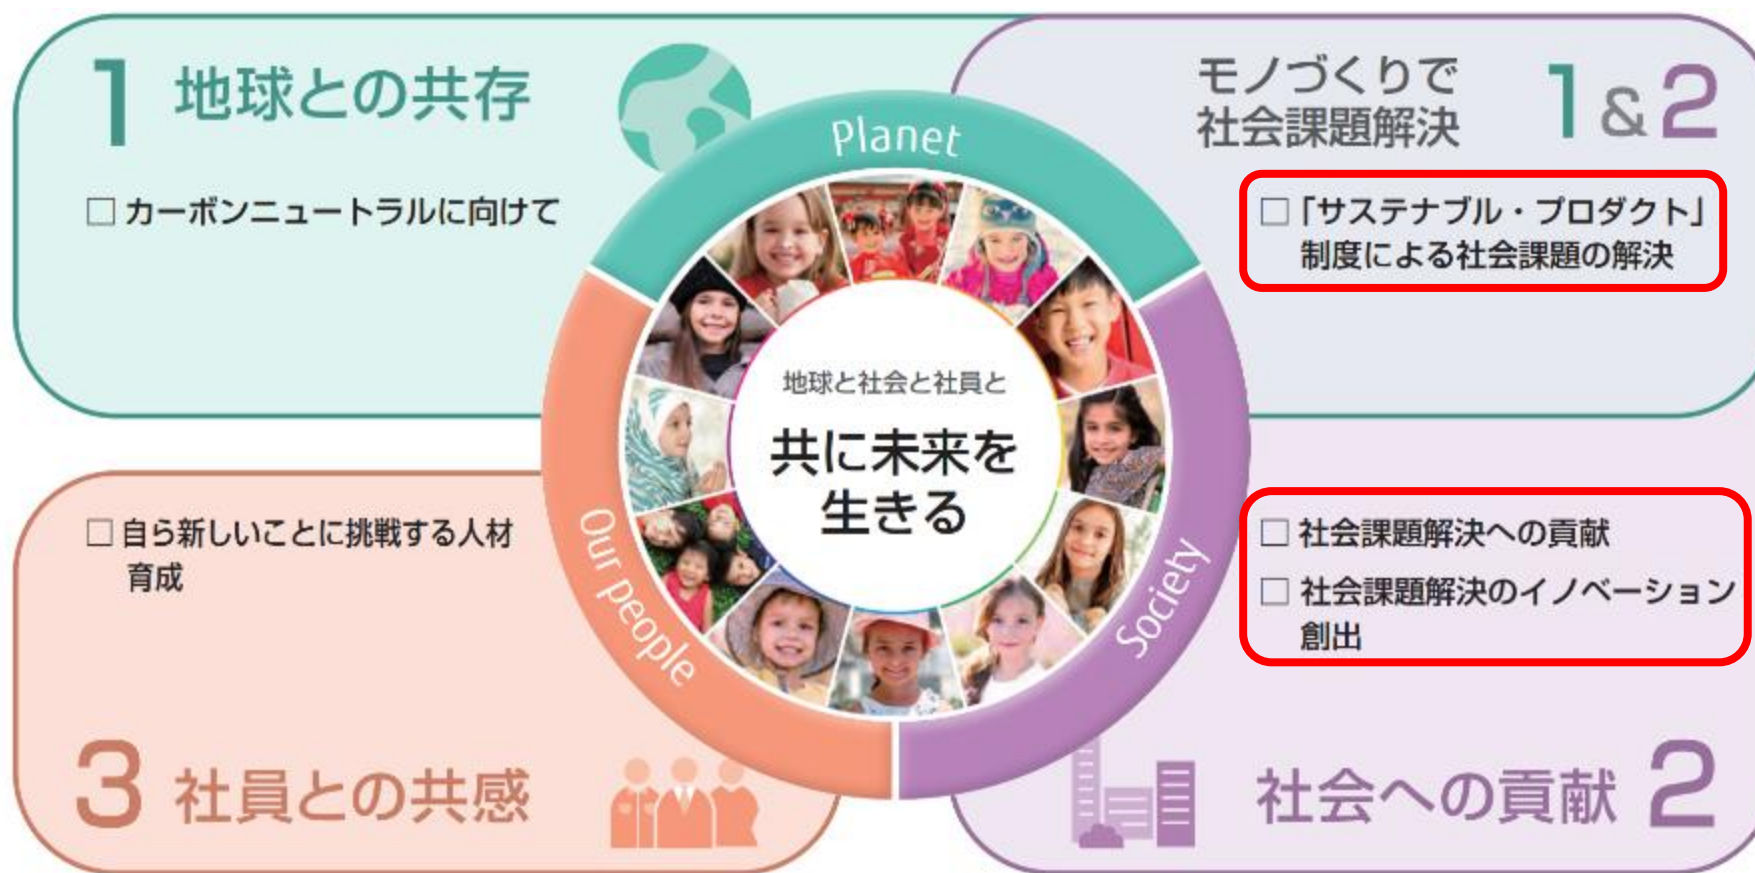 1 地球との共存
□ カーボンニュートラルに向けて
モノづくりで
社会課題解決
1&2
□「サステナブル・プロダクト」
制度による社会課題の解決
Planet
Society
Our people
地球と社会と社員と
共に未来を
生きる
□ 自ら新しいことに挑戦する人材
育成
3 社員との共感
□ 社会課題解決への貢献
□ 社会課題解決のイノベーション
創出
社会への貢献 2